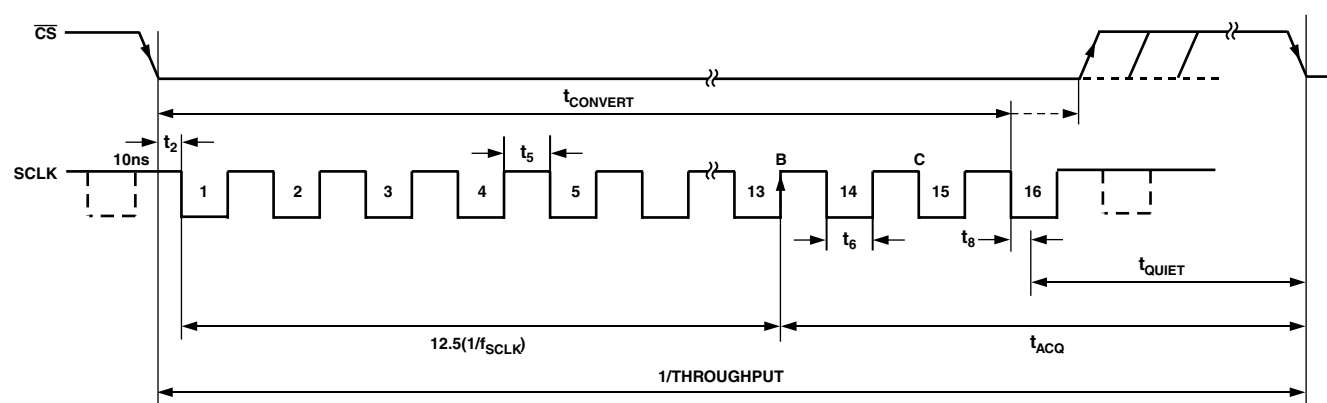 CS
tCONVERT
t2
10ns
t5
B
C
SCLK
1
2
3
4
5
13
14
15
16
t6
t8
tQUIET
12.5(1/fSCLK)
tACQ
1/THROUGHPUT